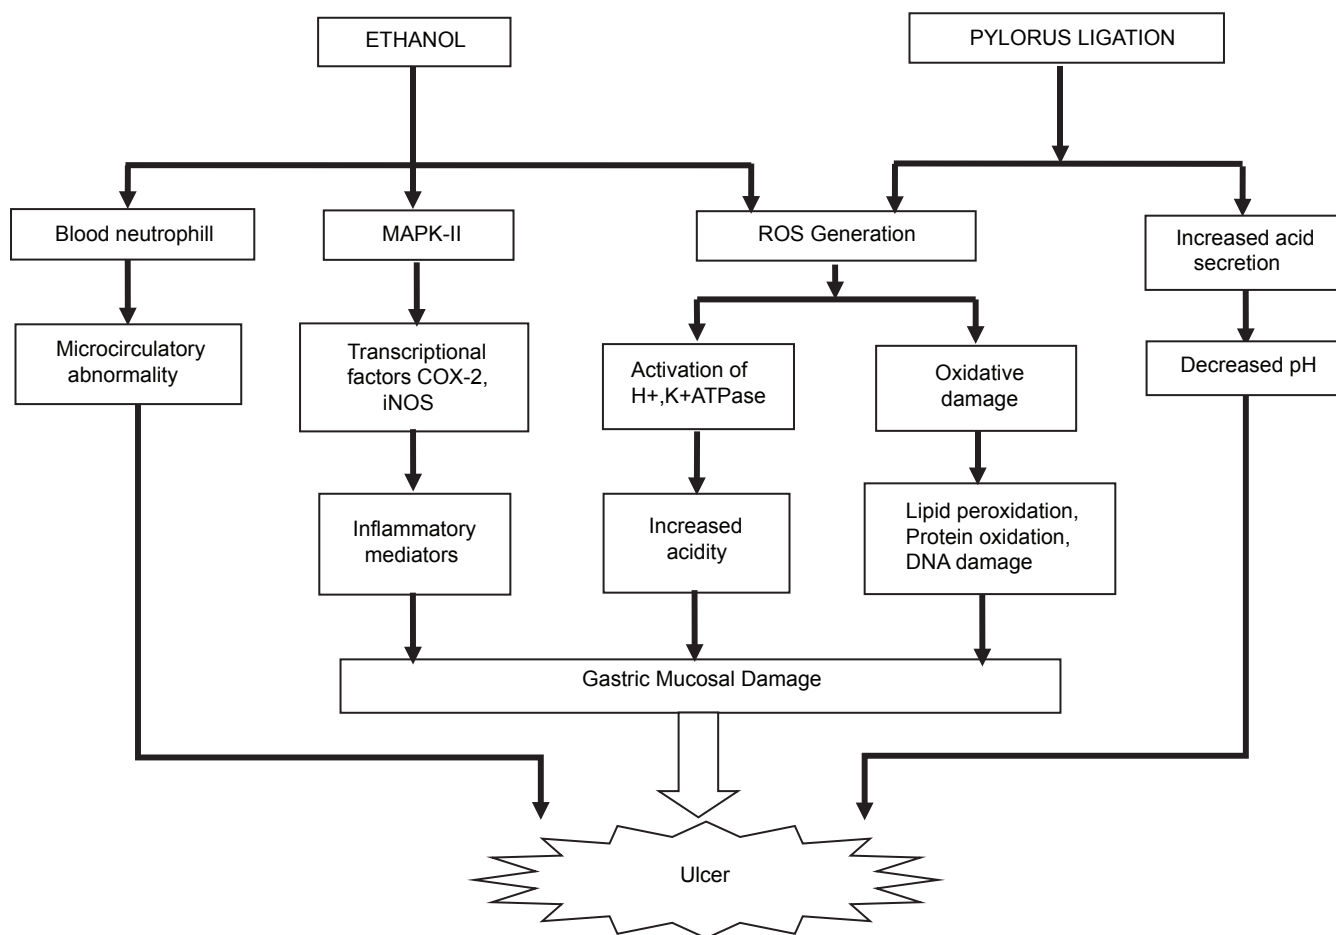 ETHANOL
PYLORUS LIGATION
Blood neutrophill
MAPK-II
ROS Generation
Increased acid
secretion
Microcirculatory
abnormality
Transcriptional
factors COX-2,
iNOS
Activation of
H+,K+ATPase
Oxidative
damage
Decreased pH
Inflammatory
mediators
Increased
acidity
Lipid peroxidation,
Protein oxidation,
DNA damage
Gastric Mucosal Damage
Ulcer